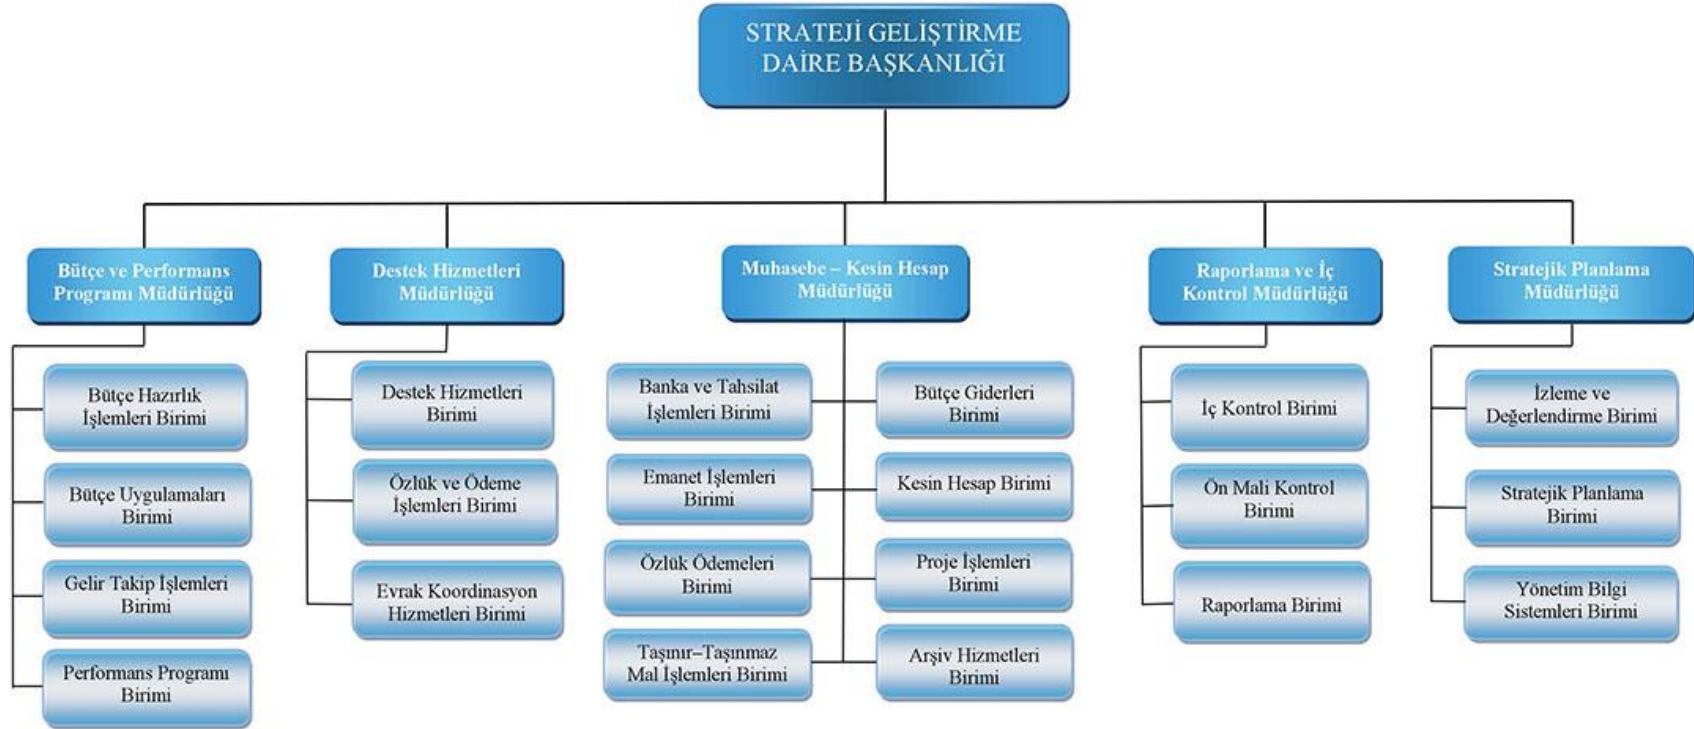 STRATEJİ GELİŞTİRME
DAİRE BAŞKANLIĞI
Bütçe ve Performans
Programı Müdürlüğü
Bütçe Hazırlık
İşlemleri Birimi
Bütçe Uygulamaları
Birimi
Gelir Takip İşlemleri
Birimi
Performans Programı
Birimi
Destek Hizmetleri
Müdürlüğü
Destek Hizmetleri
Birimi
Özlük ve Ödeme
İşlemleri Birimi
Evrak Koordinasyon
Hizmetleri Birimi
Muhasebe – Kesin Hesap
Müdürlüğü
Banka ve Tahsilat
İşlemleri Birimi
Emanet İşlemleri
Birimi
Özlük Ödemeleri
Birimi
Taşınır–Taşınmaz
Mal İşlemleri Birimi
Bütçe Giderleri
Birimi
Kesin Hesap Birimi
Proje İşlemleri
Birimi
Arşiv Hizmetleri
Birimi
Raporlama ve İç
Kontrol Müdürlüğü
İç Kontrol Birimi
Ön Mali Kontrol
Birimi
Raporlama Birimi
Stratejik Planlama
Müdürlüğü
İzleme ve
Değerlendirme Birimi
Stratejik Planlama
Birimi
Yönetim Bilgi
Sistemleri Birimi